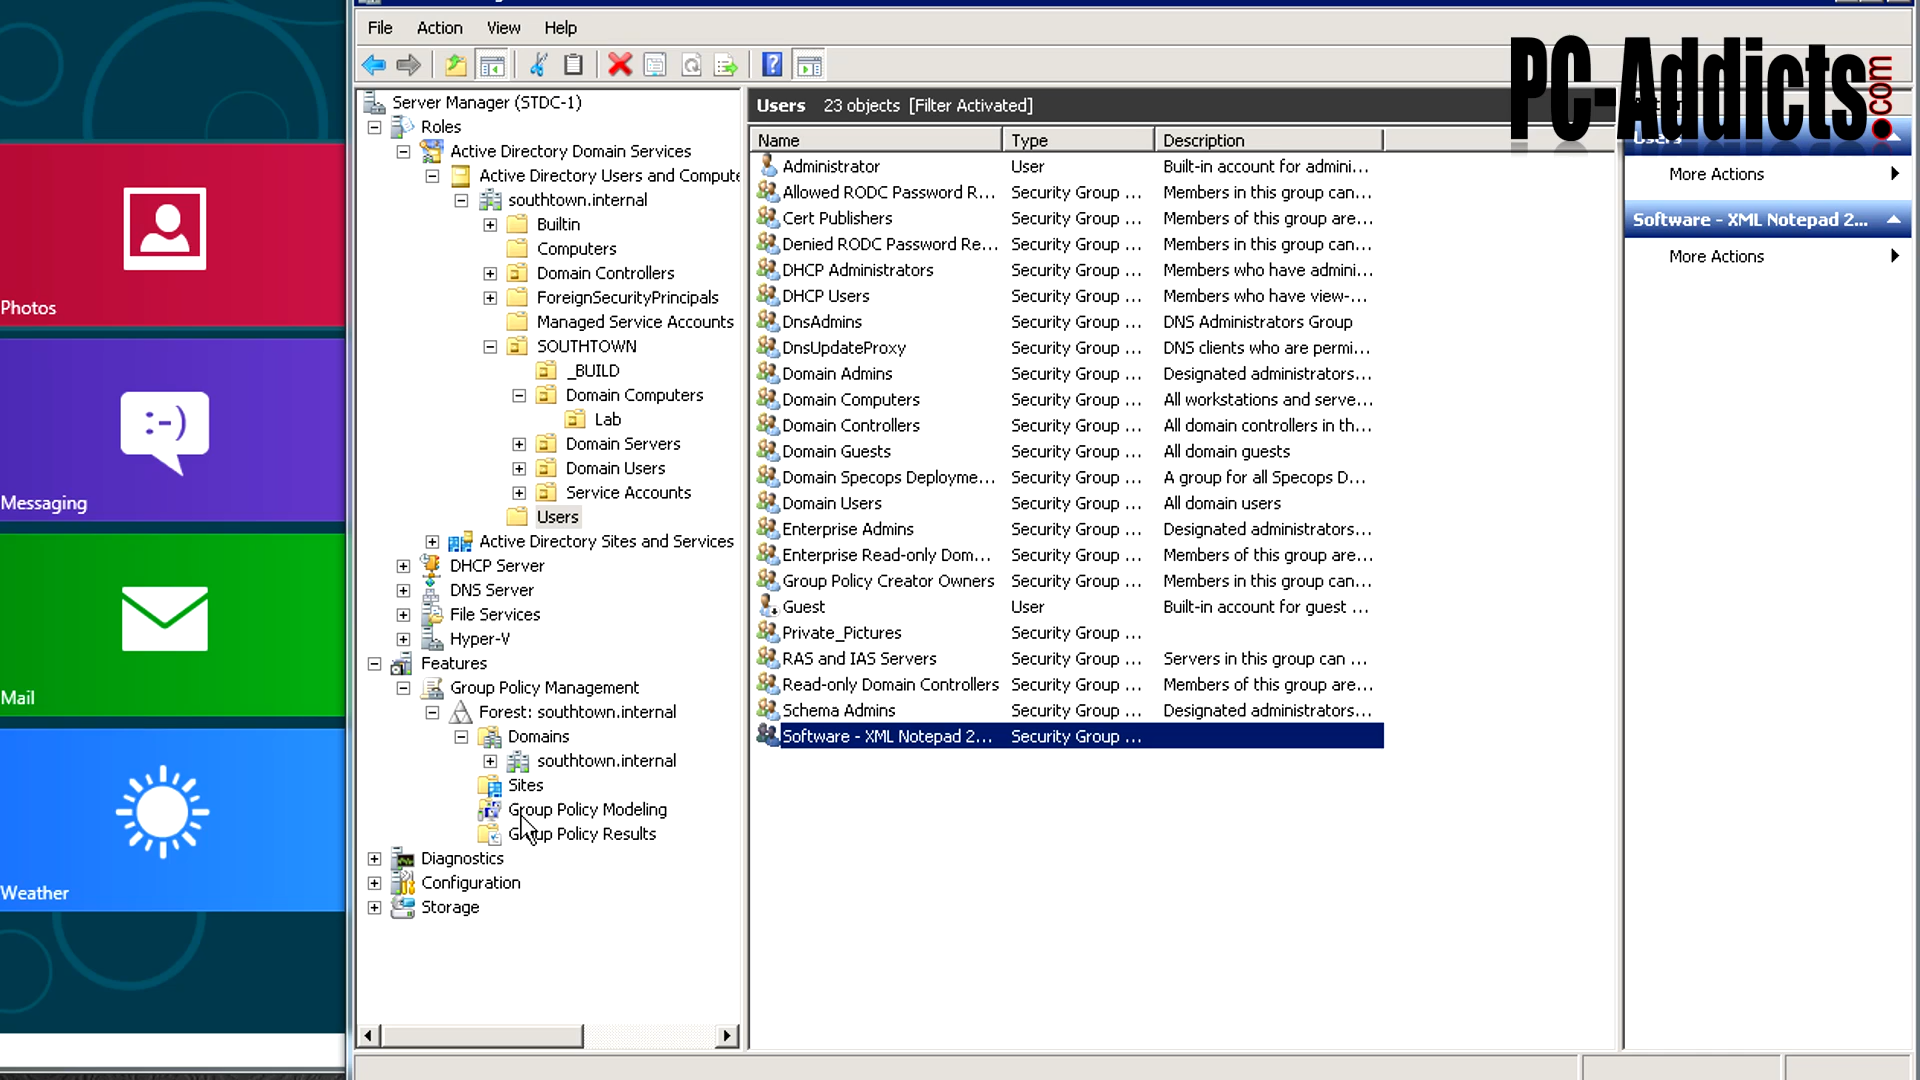 Photos
:-)
Messaging
Mail
Weather
File Action View Help
Server Manager (STDC-1)
Roles
Active Directory Domain Services
Active Directory Users and Compute
southtown.internal
Builtin
Computers
Domain Controllers
ForeignSecurityPrincipals
Managed Service Accounts
SOUTHTOWN
_BUILD
Domain Computers
Lab
Domain Servers
Domain Users
Service Accounts
Users
Active Directory Sites and Services
DHCP Server
DNS Server
File Services
Hyper-V
Features
Group Policy Management
Forest: southtown.internal
Domains
southtown.internal
Sites
Group Policy Modeling
Group Policy Results
Diagnostics
Configuration
Storage
Users 23 objects [Filter Activated]
Name Type Description
Administrator User Built-in account for admini...
Allowed RODC Password R... Security Group ... Members in this group can...
Cert Publishers Security Group ... Members of this group are...
Denied RODC Password Re... Security Group ... Members in this group can...
DHCP Administrators Security Group ... Members who have admini...
DHCP Users Security Group ... Members who have view-...
DnsAdmins Security Group ... DNS Administrators Group
DnsUpdateProxy Security Group ... DNS clients who are permi...
Domain Admins Security Group ... Designated administrators...
Domain Computers Security Group ... All workstations and serve...
Domain Controllers Security Group ... All domain controllers in th...
Domain Guests Security Group ... All domain guests
Domain Specops Deployme... Security Group ... A group for all Specops D...
Domain Users Security Group ... All domain users
Enterprise Admins Security Group ... Designated administrators...
Enterprise Read-only Dom... Security Group ... Members of this group are...
Group Policy Creator Owners Security Group ... Members in this group can...
Guest User Built-in account for guest ...
Private_Pictures Security Group ...
RAS and IAS Servers Security Group ... Servers in this group can ...
Read-only Domain Controllers Security Group ... Members of this group are...
Schema Admins Security Group ... Designated administrators...
Software - XML Notepad 2... Security Group ...
PC-Addicts.com
Users
More Actions
Software - XML Notepad 2...
More Actions